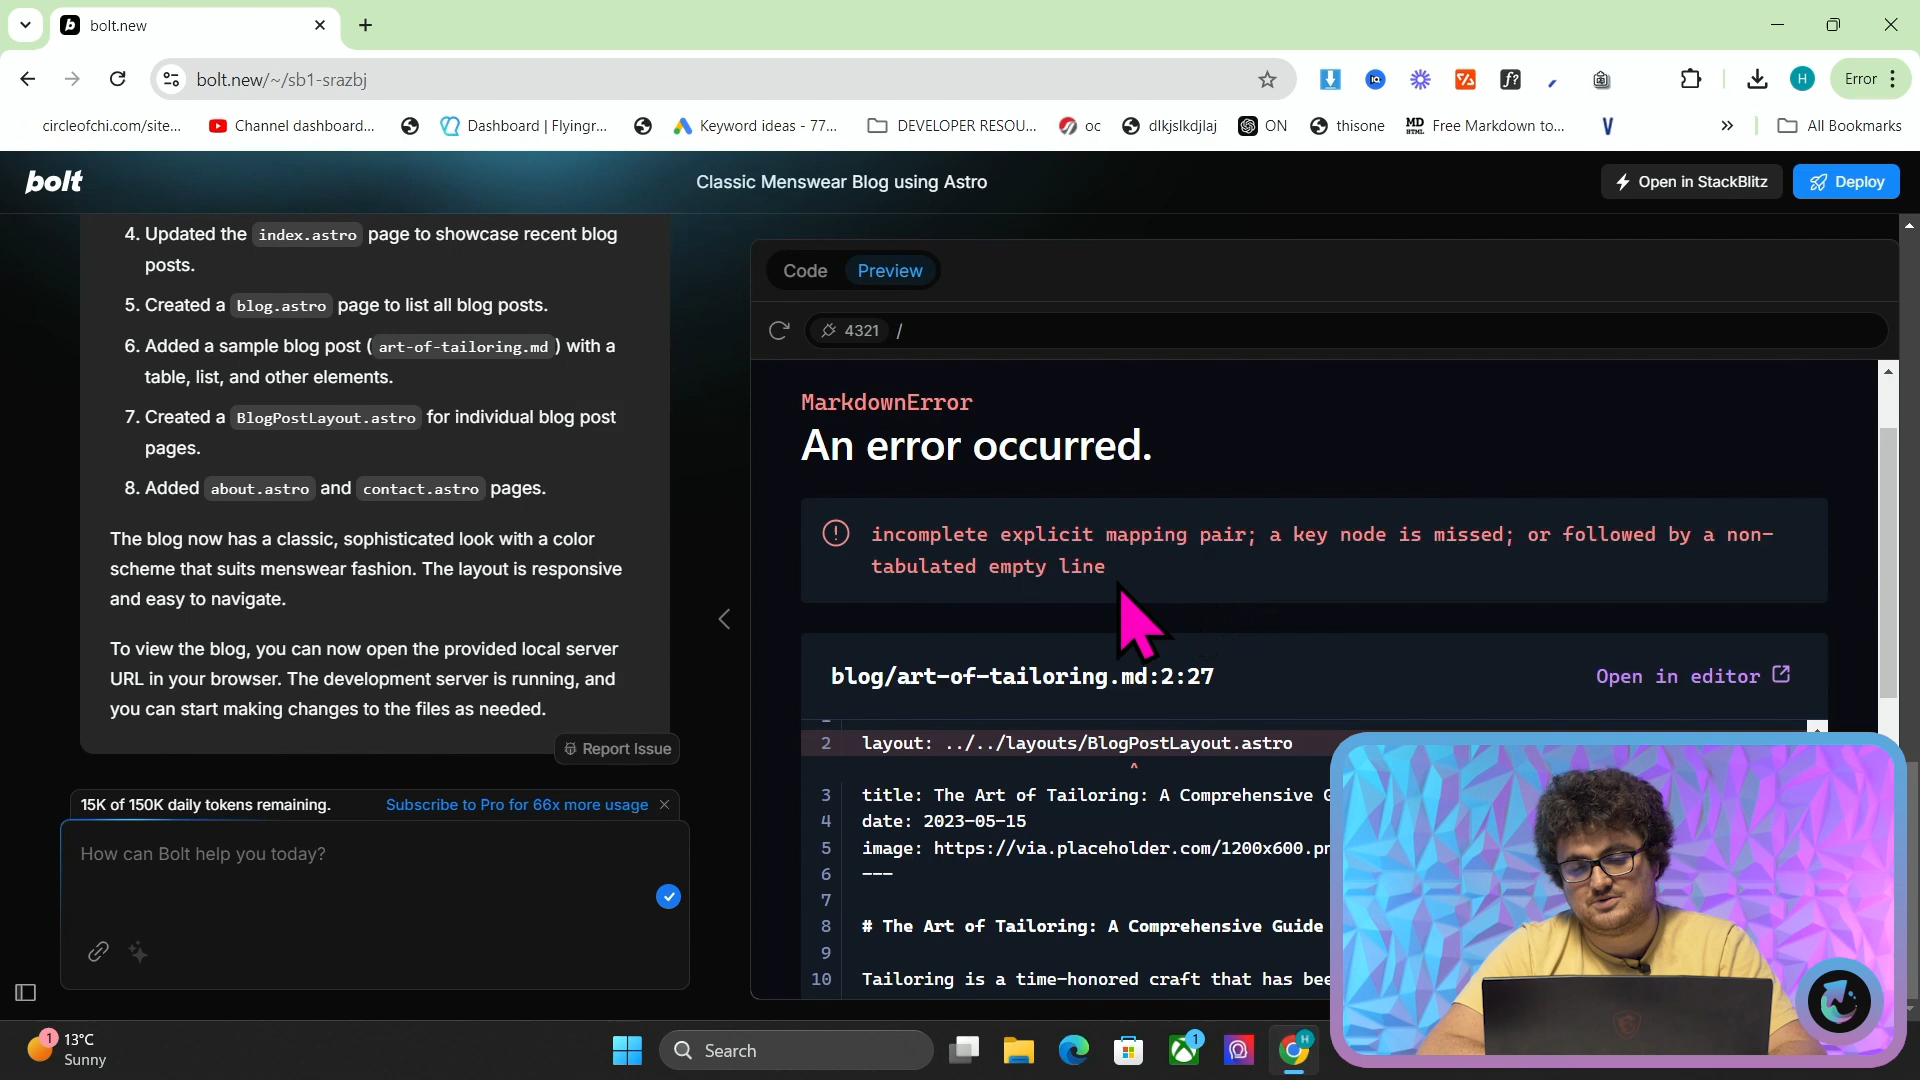 bolt.new
bolt.new/~/sb1-srazbj
H
Error
circleofchi.com/site...
Channel dashboard...
Dashboard | Flyingr...
Keyword ideas - 77...
DEVELOPER RESOU...
oc
dlkjslkdjlaj
ON
thisone
MD
HTML
Free Markdown to...
All Bookmarks
bolt
Classic Menswear Blog using Astro
Open in StackBlitz
Deploy
4. Updated the index.astro page to showcase recent blog
posts.
5. Created a blog.astro page to list all blog posts.
6. Added a sample blog post (art-of-tailoring.md) with a
table, list, and other elements.
7. Created a BlogPostLayout.astro for individual blog post
pages.
8. Added about.astro and contact.astro pages.
The blog now has a classic, sophisticated look with a color
scheme that suits menswear fashion. The layout is responsive
and easy to navigate.
To view the blog, you can now open the provided local server
URL in your browser. The development server is running, and
you can start making changes to the files as needed.
Report Issue
15K of 150K daily tokens remaining.
Subscribe to Pro for 66x more usage
How can Bolt help you today?
Code
Preview
4321
/
MarkdownError
An error occurred.
incomplete explicit mapping pair; a key node is missed; or followed by a non-
tabulated empty line
blog/art-of-tailoring.md:2:27
Open in editor
2 layout: ../../layouts/BlogPostLayout.astro
^
3 title: The Art of Tailoring: A Comprehensive G
4 date: 2023-05-15
5 image: https://via.placeholder.com/1200x600.pn
6 ---
7
8 # The Art of Tailoring: A Comprehensive Guide
9
10 Tailoring is a time-honored craft that has bee
1
13°C
Sunny
Search
1
H